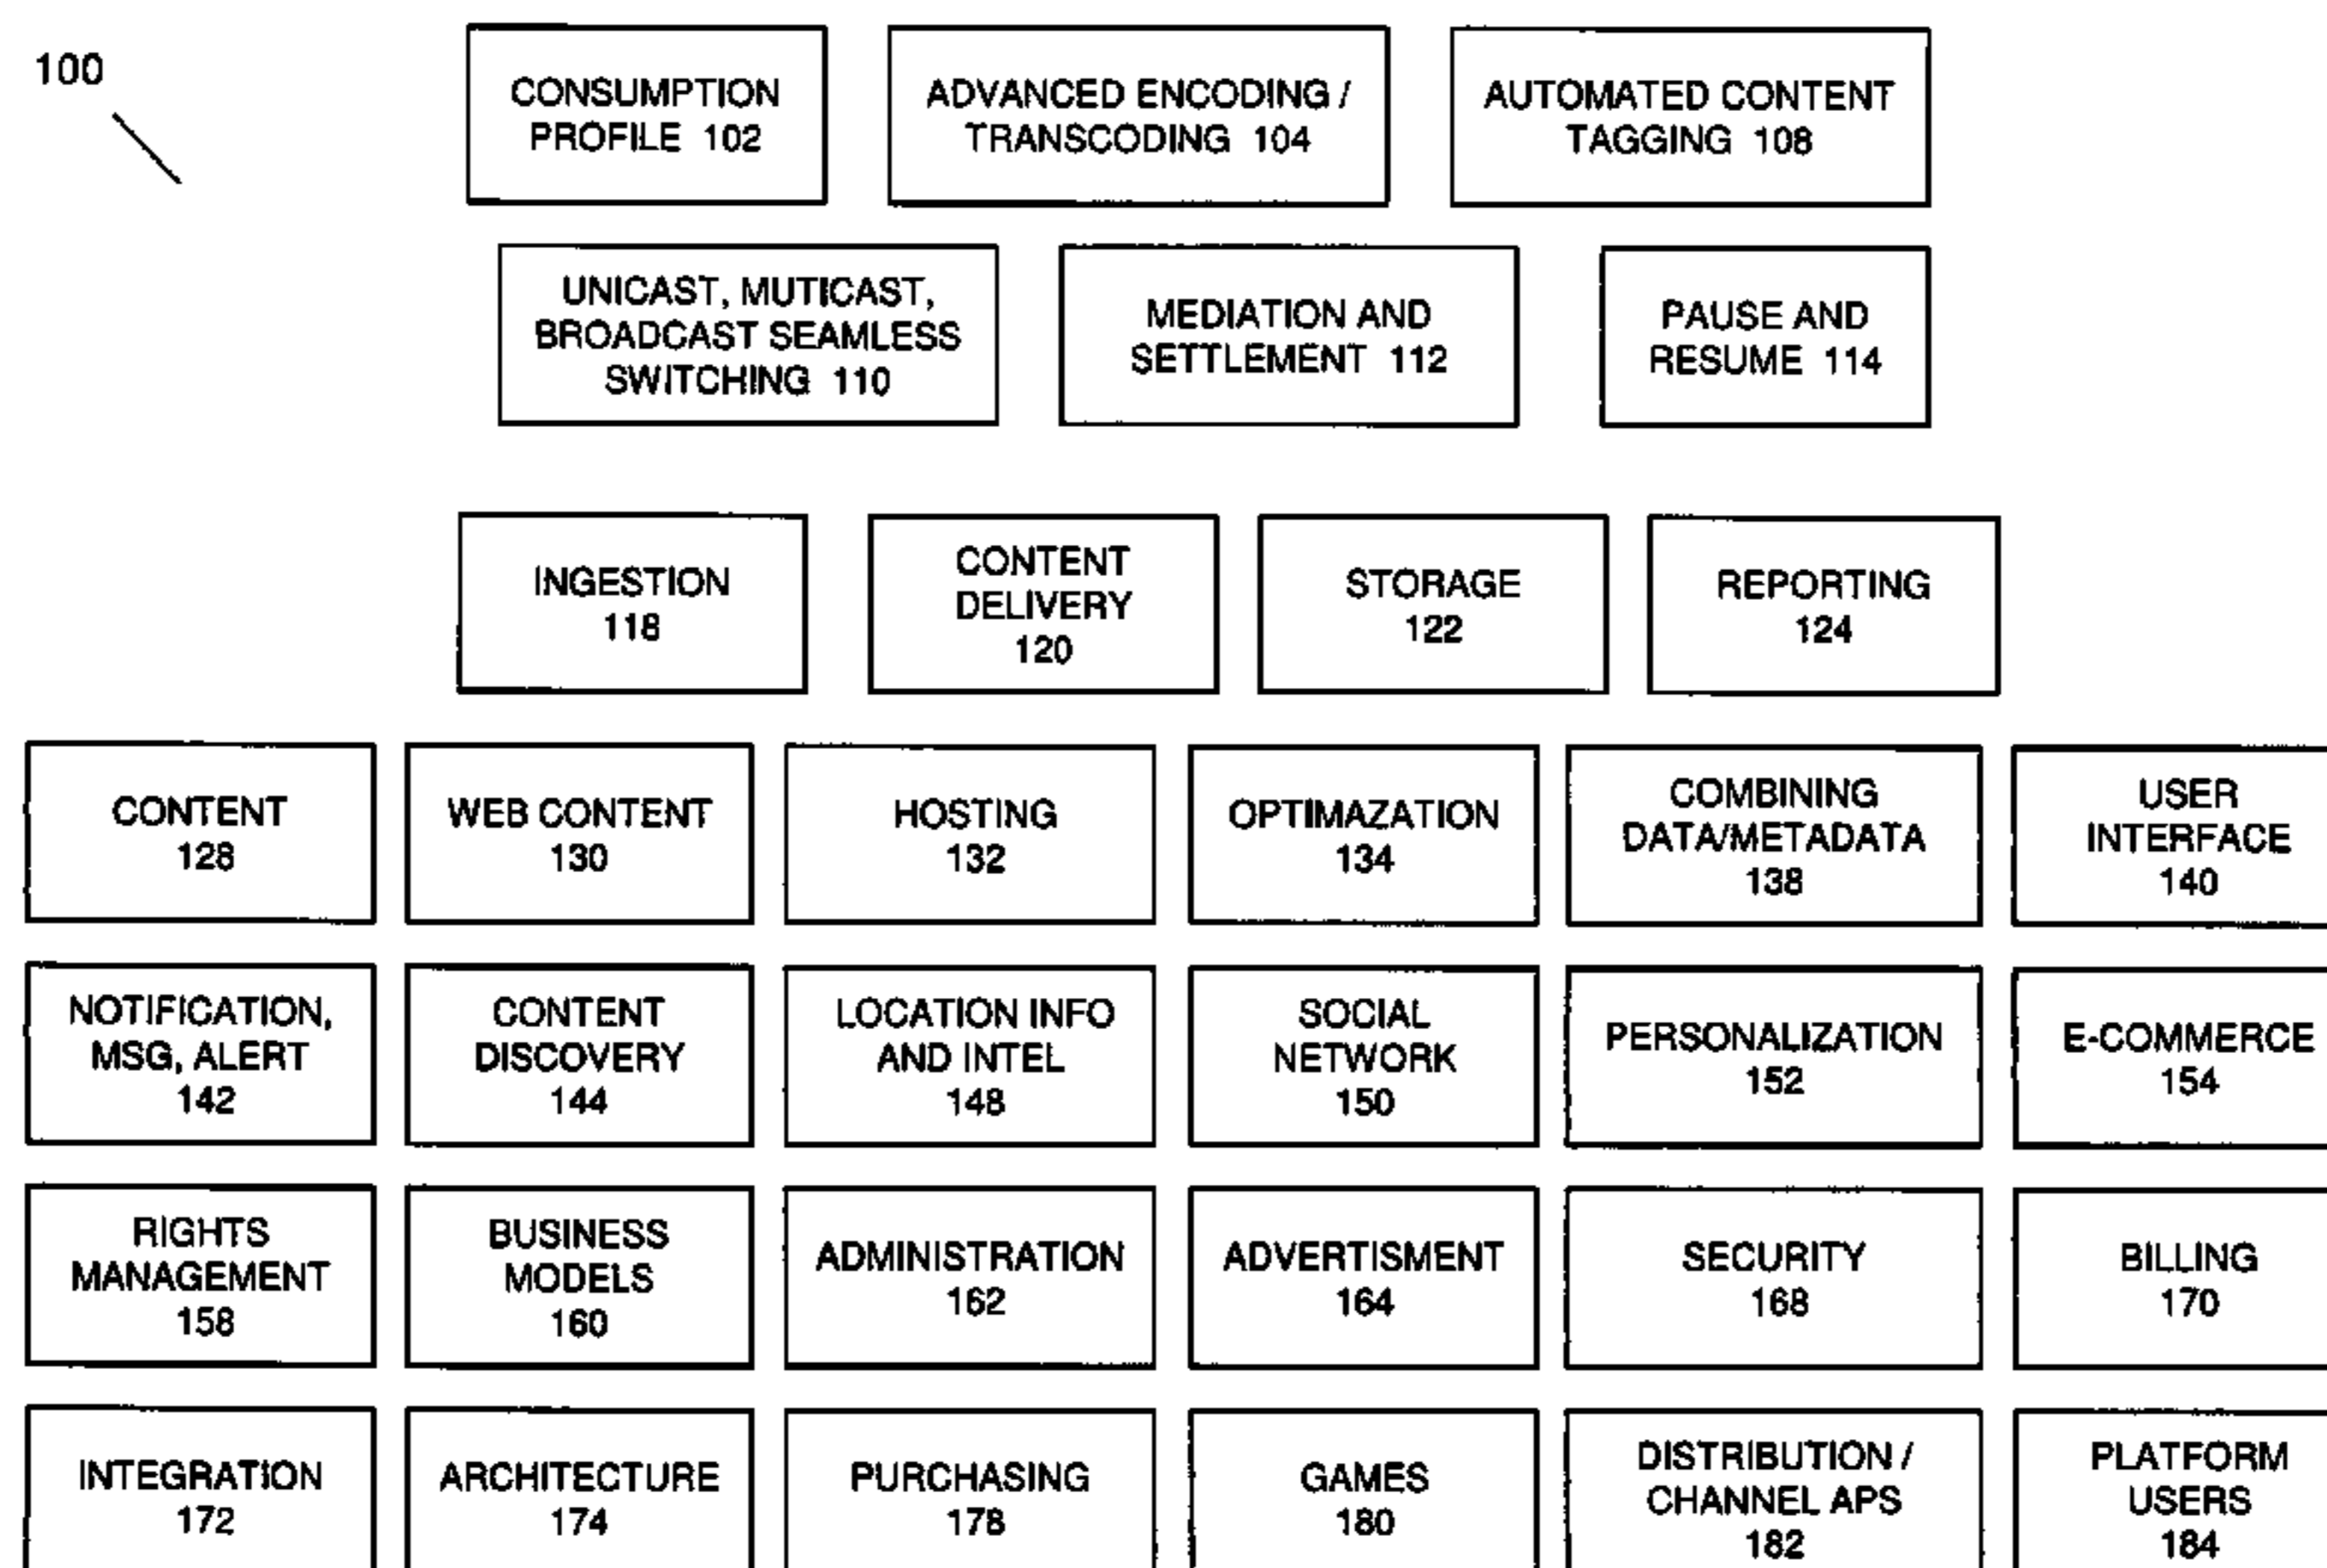 100
CONSUMPTION
PROFILE 102
ADVANCED ENCODING /
TRANSCODING 104
AUTOMATED CONTENT
TAGGING 108
UNICAST, MUTICAST,
BROADCAST SEAMLESS
SWITCHING 110
MEDIATION AND
SETTLEMENT 112
PAUSE AND
RESUME 114
INGESTION
118
CONTENT
DELIVERY
120
STORAGE
122
REPORTING
124
CONTENT
128
WEB CONTENT
130
HOSTING
132
OPTIMAZATION
134
COMBINING
DATA/METADATA
138
USER
INTERFACE
140
NOTIFICATION,
MSG, ALERT
142
CONTENT
DISCOVERY
144
LOCATION INFO
AND INTEL
148
SOCIAL
NETWORK
150
PERSONALIZATION
152
E-COMMERCE
154
RIGHTS
MANAGEMENT
158
BUSINESS
MODELS
160
ADMINISTRATION
162
ADVERTISMENT
164
SECURITY
168
BILLING
170
INTEGRATION
172
ARCHITECTURE
174
PURCHASING
178
GAMES
180
DISTRIBUTION /
CHANNEL APS
182
PLATFORM
USERS
184